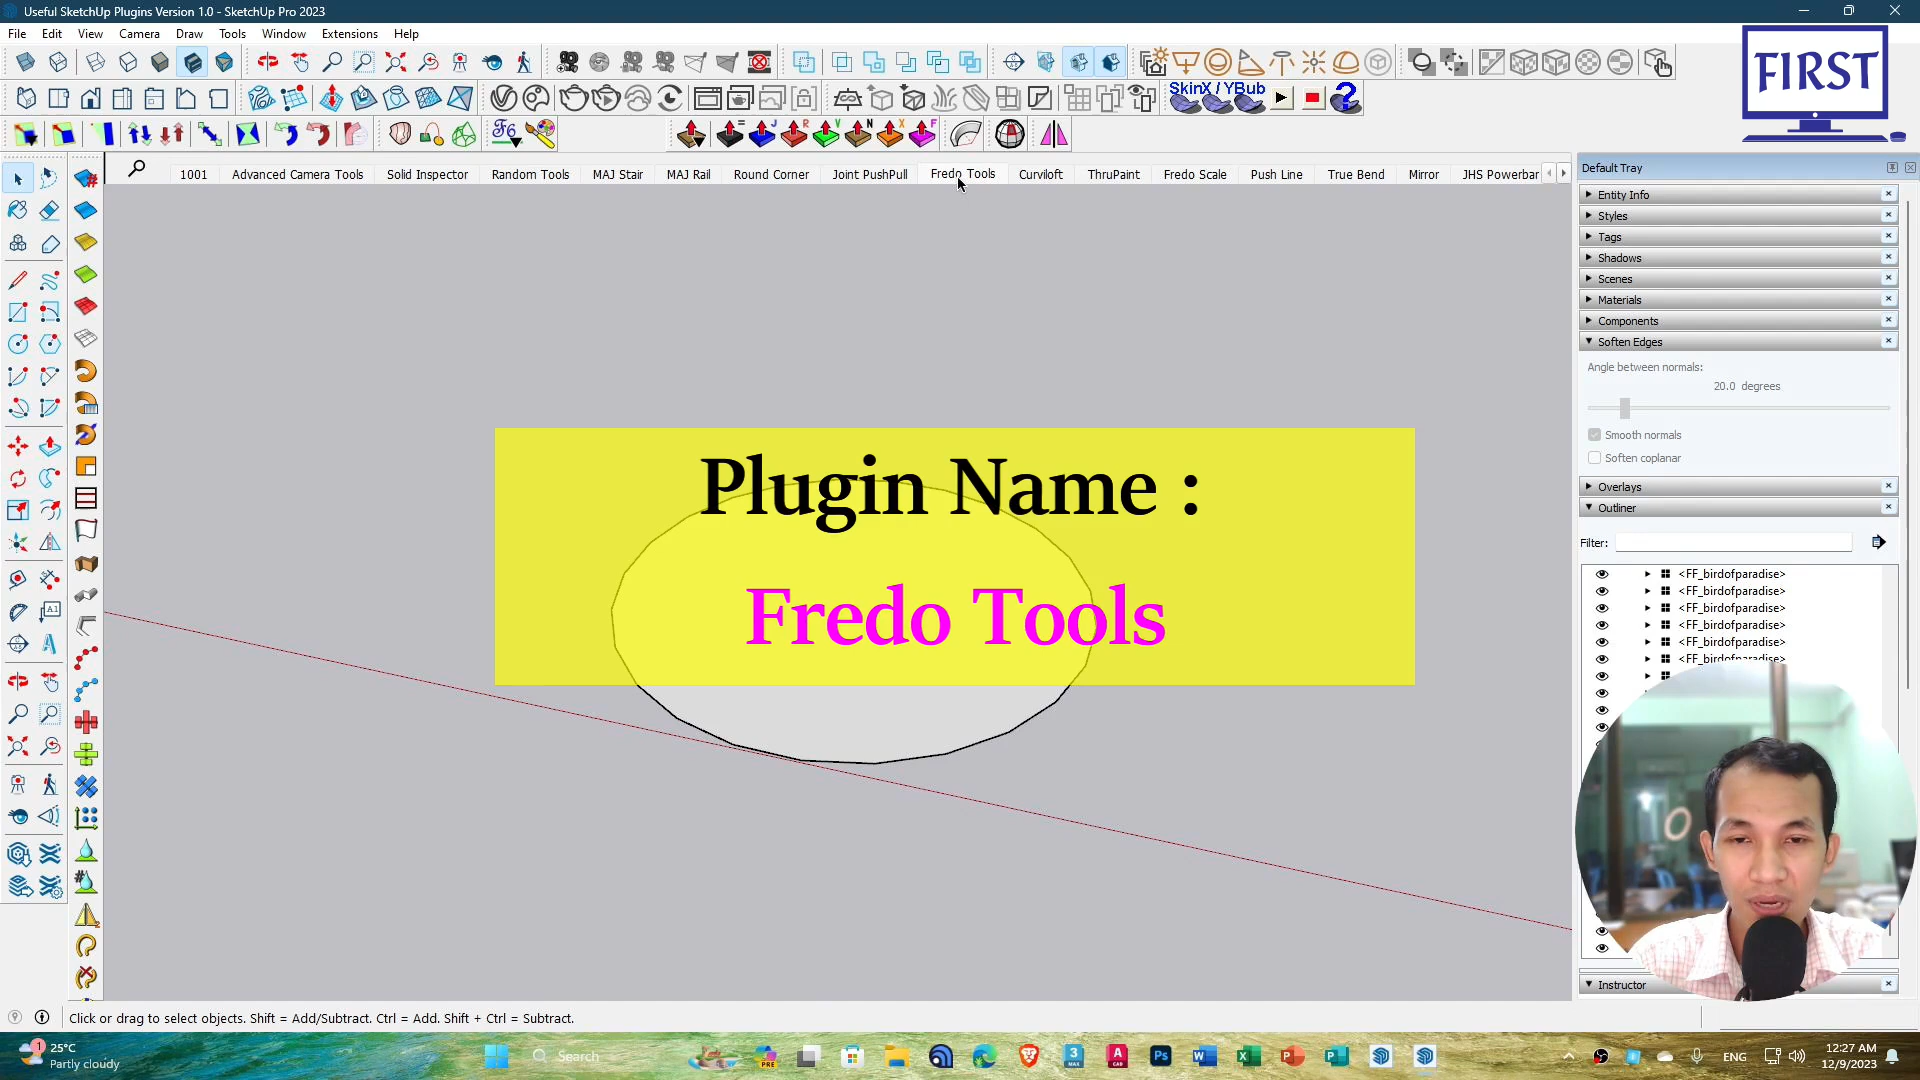 Useful SketchUp Plugins Version 1.0 - SketchUp Pro 2023
File Edit View Camera Draw Tools Window Extensions Help
FIRST
SkinX / YBub
1001 Advanced Camera Tools Solid Inspector Random Tools MAJ Stair MAJ Rail Round Corner Joint PushPull Fredo Tools Curviloft ThruPaint Fredo Scale Push Line True Bend Mirror JHS Powerbar
Default Tray
Entity Info
Styles
Tags
Shadows
Scenes
Materials
Components
Soften Edges
Angle between normals:
20.0 degrees
Smooth normals
Soften coplanar
Overlays
Outliner
Filter:
<FF_birdofparadise>
<FF_birdofparadise>
<FF_birdofparadise>
<FF_birdofparadise>
<FF_birdofparadise>
<FF_birdofparadise>
Instructor
Plugin Name :
Fredo Tools
Click or drag to select objects. Shift = Add/Subtract. Ctrl = Add. Shift + Ctrl = Subtract.
25°C
Partly cloudy
Search
ENG
12:27 AM
12/9/2023